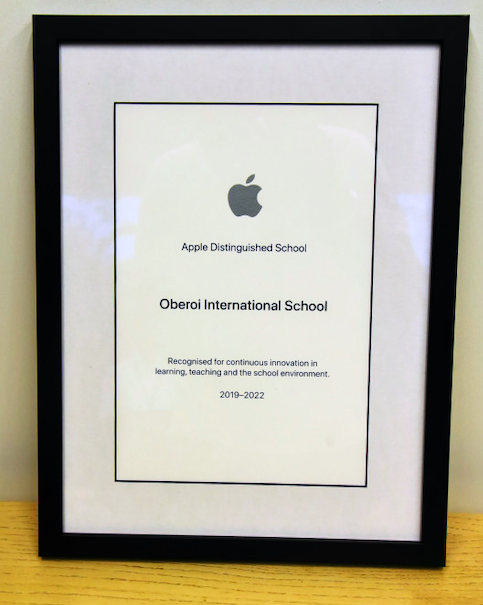 Apple Distinguished School
Oberoi International School
Recognised for continuous innovation in
learning, teaching and the school environment.
2019–2022